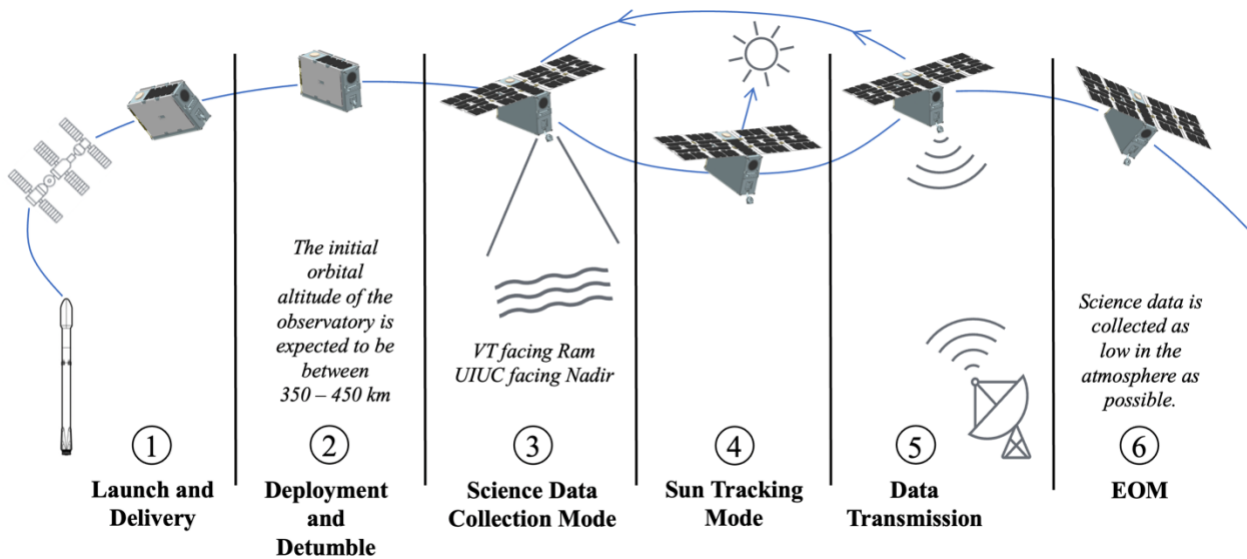 The initial
orbital
altitude of the
observatory is
expected to be
between
350 – 450 km
VT facing Ram
UIUC facing Nadir
Science data is
collected as
low in the
atmosphere as
possible.
1
Launch and
Delivery
2
Deployment
and
Detumble
3
Science Data
Collection Mode
4
Sun Tracking
Mode
5
Data
Transmission
6
EOM